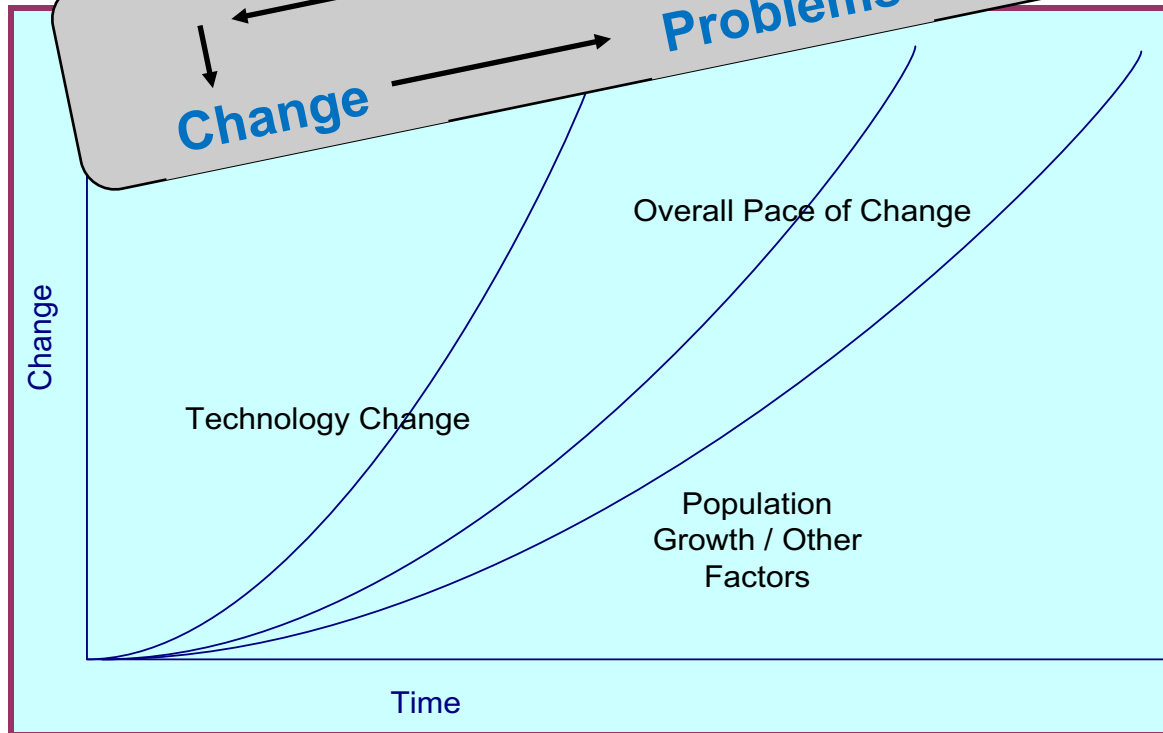 Problems
Change
Overall Pace of Change
Change
Technology Change
Population
Growth / Other
Factors
Time